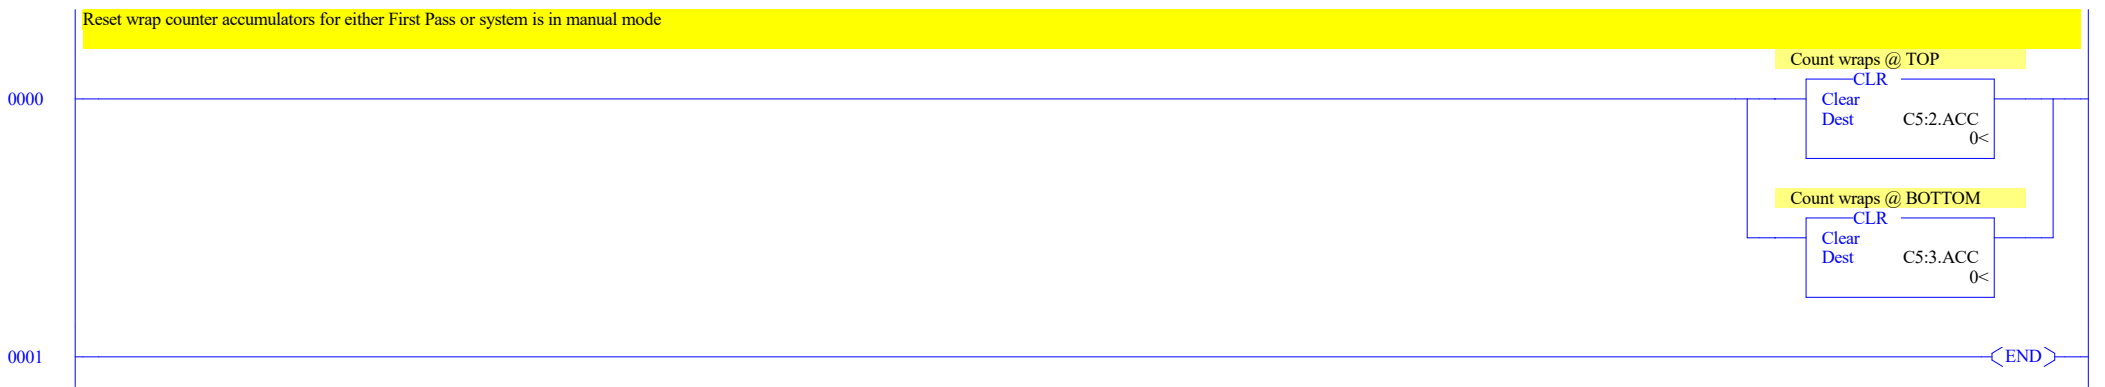 Reset wrap counter accumulators for either First Pass or system is in manual mode
Count wraps @ TOP
CLR
0000
Clear
Dest C5:2.ACC
0<
Count wraps @ BOTTOM
CLR
Clear
Dest C5:3.ACC
0<
0001
END